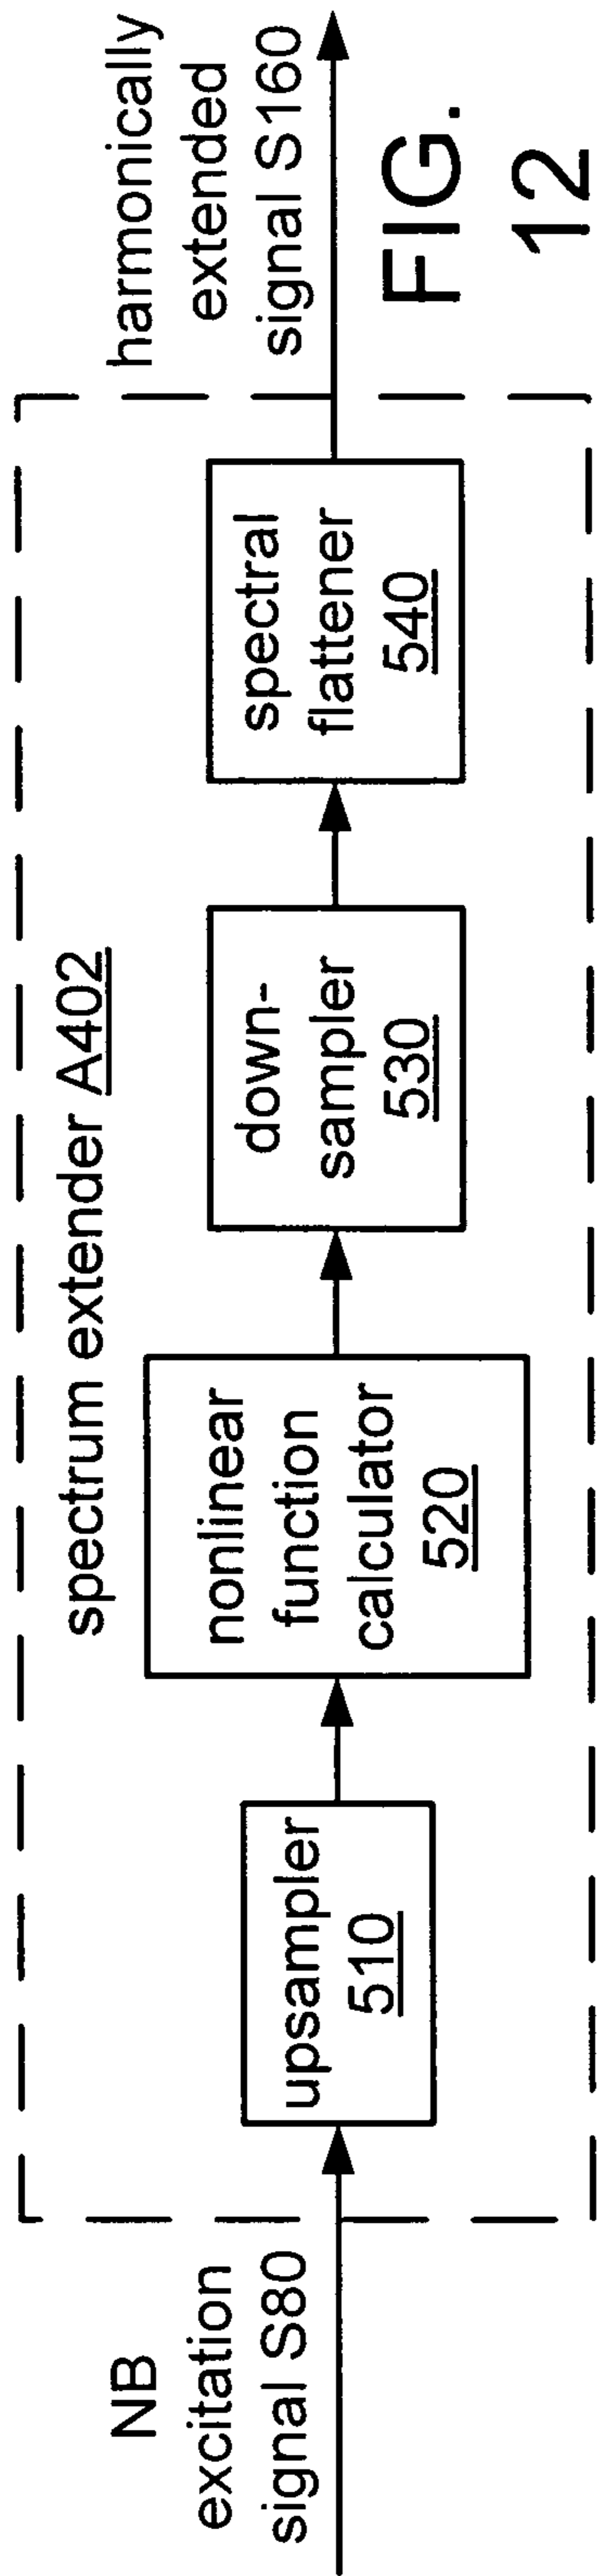 NB
excitation
signal S80
spectrum extender A402
upsampler
510
nonlinear
function
calculator
520
down-
sampler
530
spectral
flattener
540
harmonically
extended
signal S160
FIG.
12